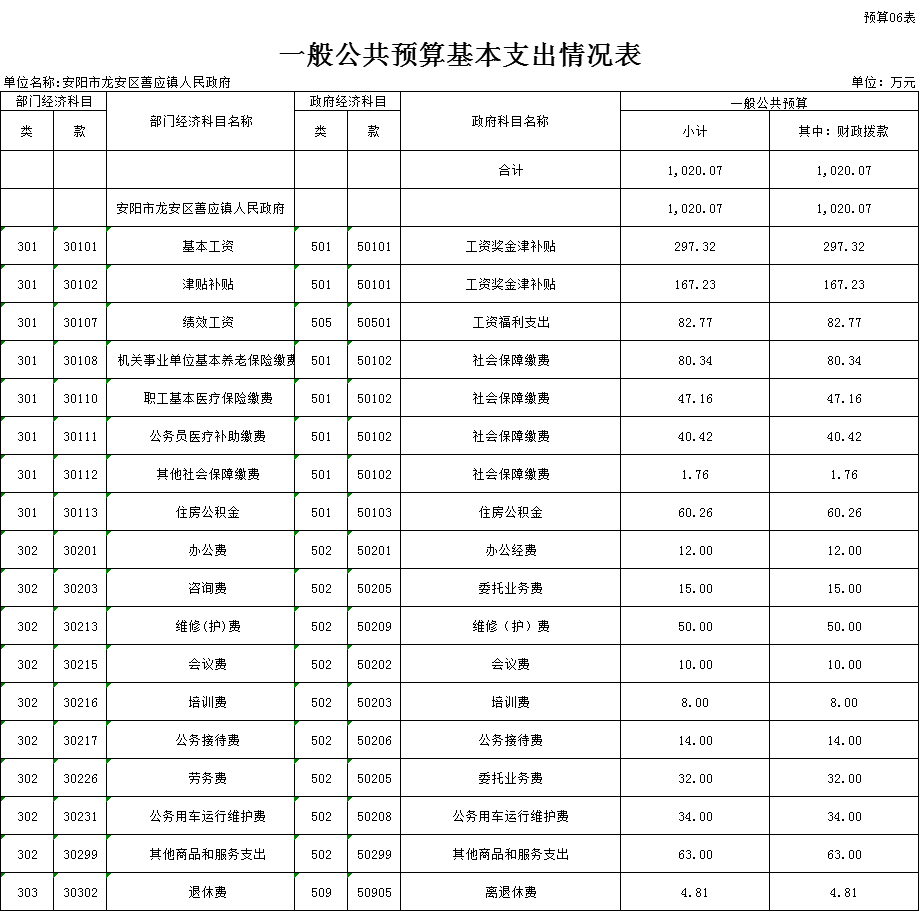 预算06表
一般公共预算基本支出情况表
单位名称:安阳市龙安区善应镇人民政府 单位：万元
部门经济科目 部门经济科目名称 政府经济科目 政府科目名称 一般公共预算
类 款 类 款 小计 其中：财政拨款
合计 1,020.07 1,020.07
安阳市龙安区善应镇人民政府 1,020.07 1,020.07
301 30101 基本工资 501 50101 工资奖金津补贴 297.32 297.32
301 30102 津贴补贴 501 50101 工资奖金津补贴 167.23 167.23
301 30107 绩效工资 505 50501 工资福利支出 82.77 82.77
301 30108 机关事业单位基本养老保险缴费 501 50102 社会保障缴费 80.34 80.34
301 30110 职工基本医疗保险缴费 501 50102 社会保障缴费 47.16 47.16
301 30111 公务员医疗补助缴费 501 50102 社会保障缴费 40.42 40.42
301 30112 其他社会保障缴费 501 50102 社会保障缴费 1.76 1.76
301 30113 住房公积金 501 50103 住房公积金 60.26 60.26
302 30201 办公费 502 50201 办公经费 12.00 12.00
302 30203 咨询费 502 50205 委托业务费 15.00 15.00
302 30213 维修(护)费 502 50209 维修（护）费 50.00 50.00
302 30215 会议费 502 50202 会议费 10.00 10.00
302 30216 培训费 502 50203 培训费 8.00 8.00
302 30217 公务接待费 502 50206 公务接待费 14.00 14.00
302 30226 劳务费 502 50205 委托业务费 32.00 32.00
302 30231 公务用车运行维护费 502 50208 公务用车运行维护费 34.00 34.00
302 30299 其他商品和服务支出 502 50299 其他商品和服务支出 63.00 63.00
303 30302 退休费 509 50905 离退休费 4.81 4.81